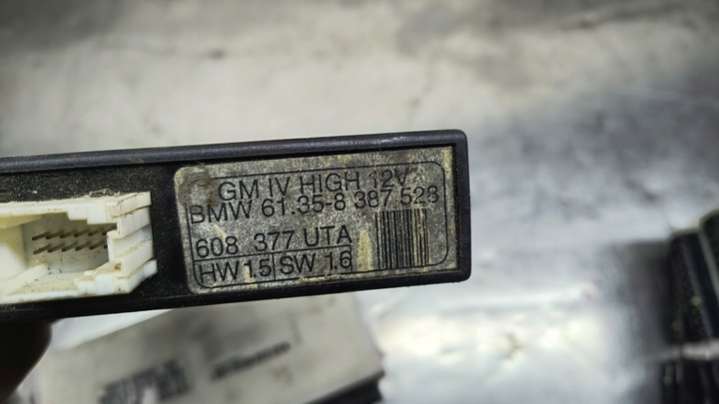 GM IV HIGH 12V
BMW 61.35-8 387 523
608 377 UTA
HW 1.5 SW 1.6